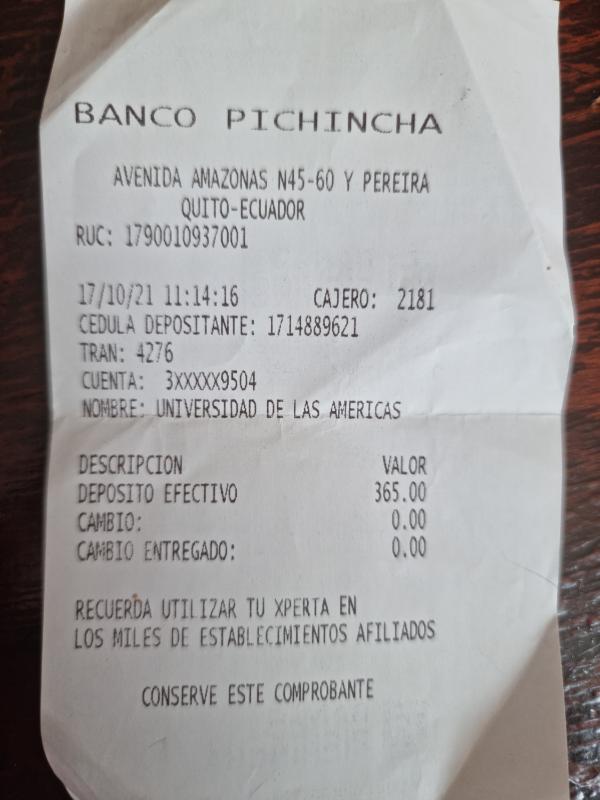 BANCO PICHINCHA
AVENIDA AMAZONAS N45-60 Y PEREIRA
QUITO-ECUADOR
RUC: 1790010937001
17/10/21 11:14:16 CAJERO: 2181
CEDULA DEPOSITANTE: 1714889621
TRAN: 4276
CUENTA: 3XXXXX9504
NOMBRE: UNIVERSIDAD DE LAS AMERICAS
DESCRIPCION VALOR
DEPOSITO EFECTIVO 365.00
CAMBIO: 0.00
CAMBIO ENTREGADO: 0.00
RECUERDA UTILIZAR TU XPERTA EN
LOS MILES DE ESTABLECIMIENTOS AFILIADOS
CONSERVE ESTE COMPROBANTE